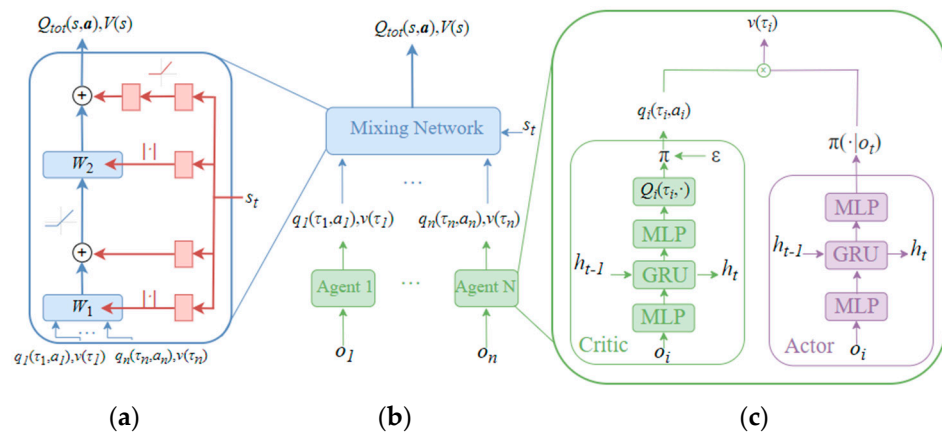 Q_tot(s,a),V(s)
+
W_2
|·|
s_t
+
W_1
|·|
...
q_1(τ_1,a_1),v(τ_1)
q_n(τ_n,a_n),v(τ_n)
(a)
Q_tot(s,a),V(s)
Mixing Network
s_t
...
q_1(τ_1,a_1),v(τ_1)
q_n(τ_n,a_n),v(τ_n)
Agent 1
...
Agent N
o_1
o_n
(b)
v(τ_i)
×
q_i(τ_i,a_i)
π
ε
Q_i(τ_i,·)
MLP
h_t-1
GRU
h_t
MLP
Critic
o_i
π(·|o_t)
MLP
h_t-1
GRU
h_t
MLP
Actor
o_i
(c)